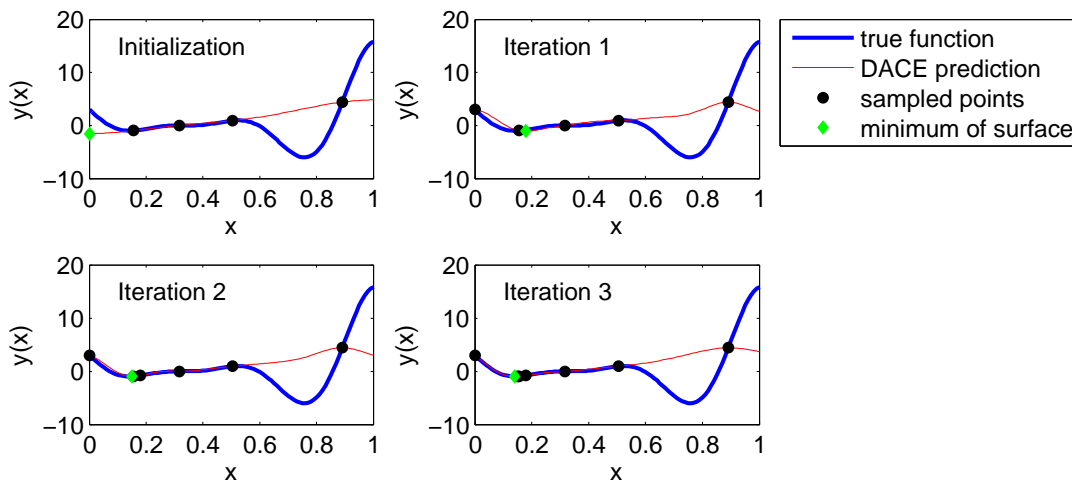 20
10
0
−10
y(x)
Initialization
0
0.2
0.4
0.6
0.8
1
x
20
10
0
−10
y(x)
Iteration 1
0
0.2
0.4
0.6
0.8
1
x
true function
DACE prediction
sampled points
minimum of surface
20
10
0
−10
y(x)
Iteration 2
0
0.2
0.4
0.6
0.8
1
x
20
10
0
−10
y(x)
Iteration 3
0
0.2
0.4
0.6
0.8
1
x